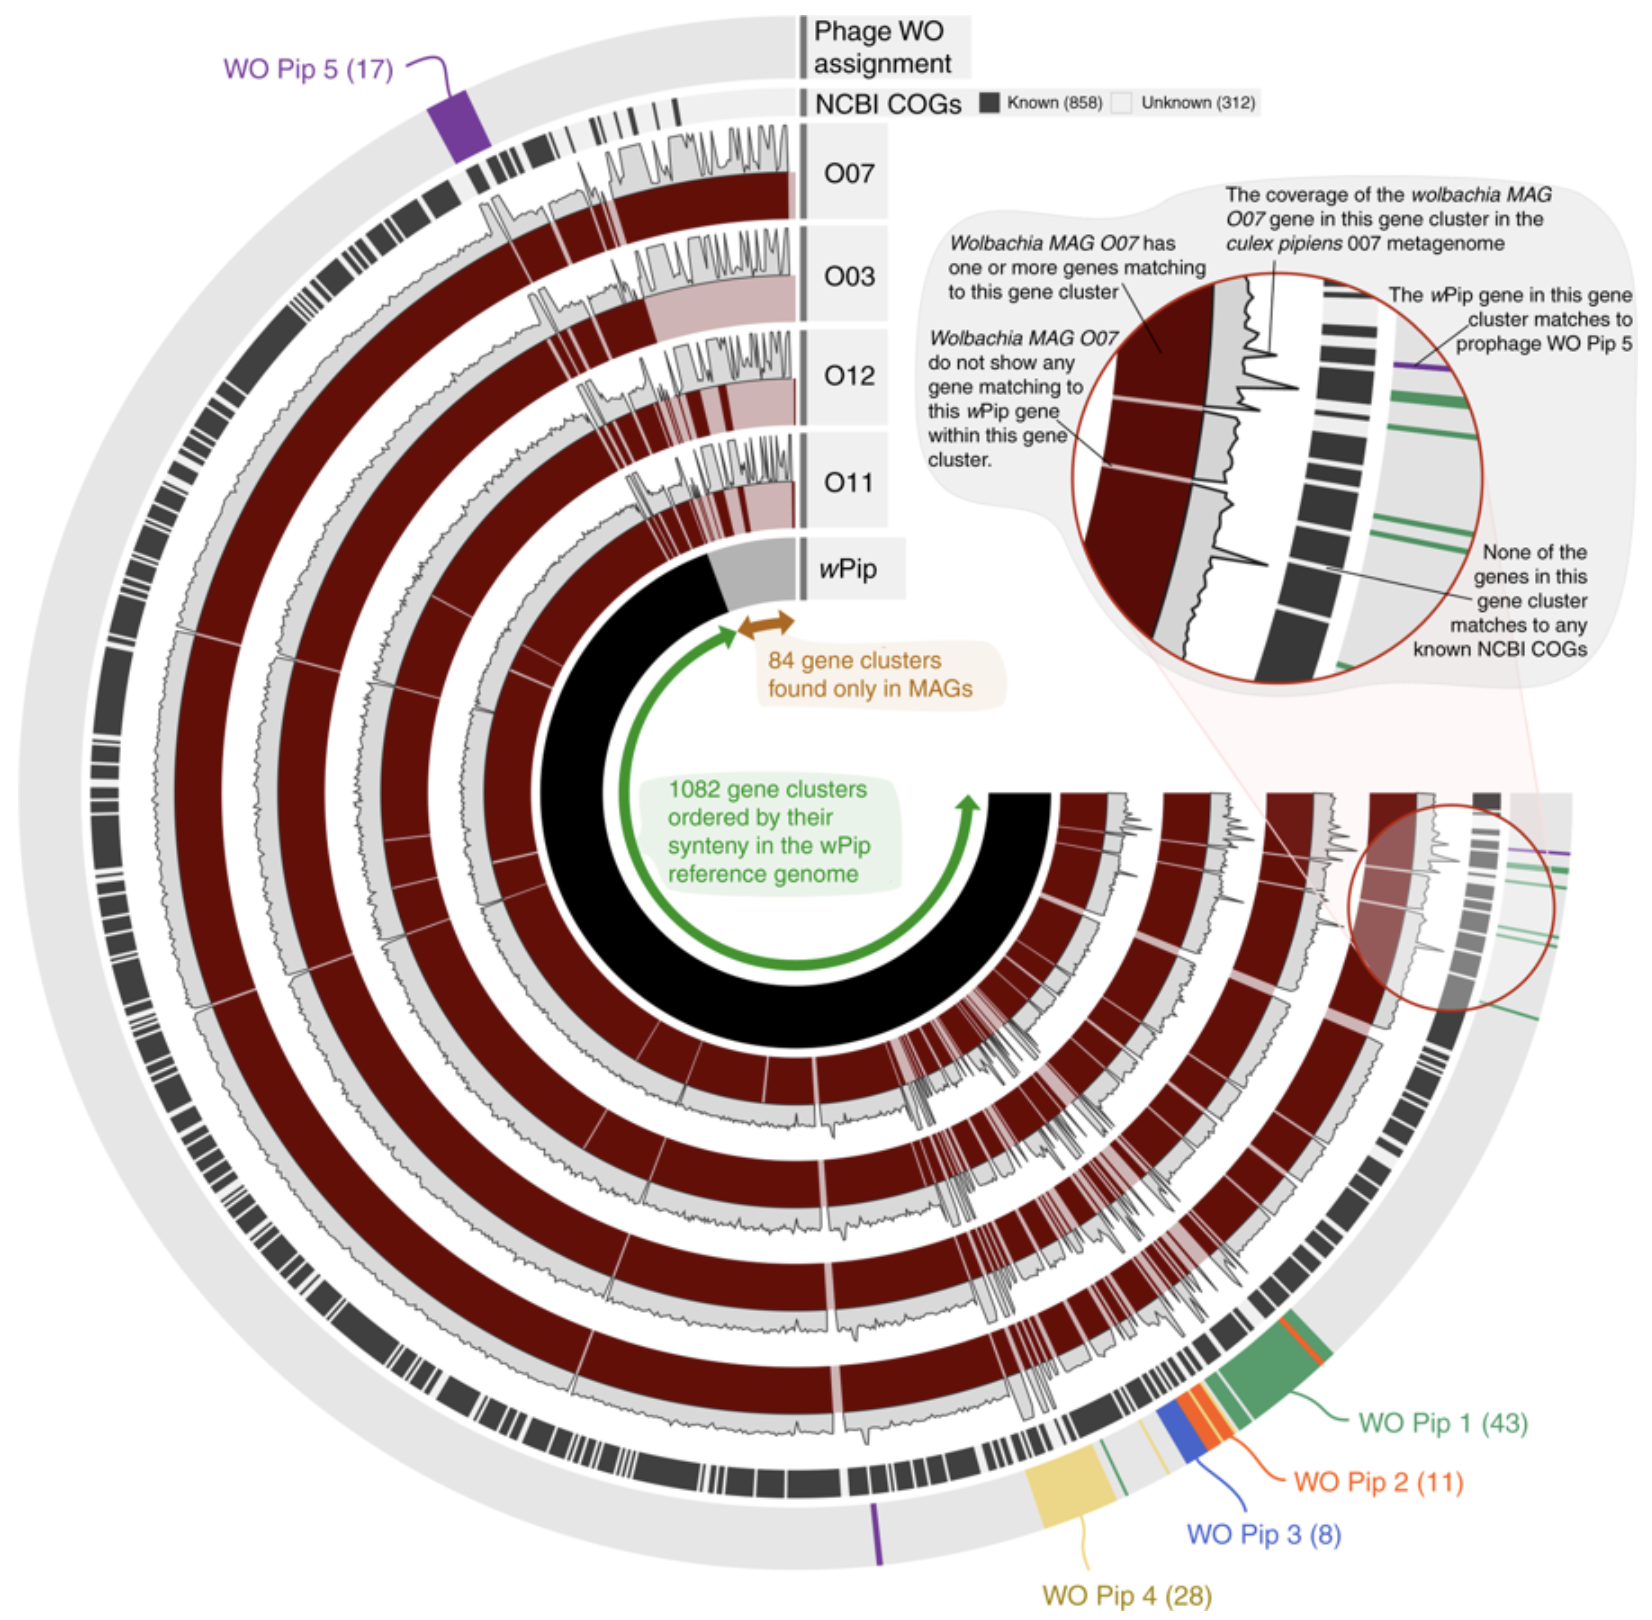 Phage WO
assignment
WO Pip 5 (17)
NCBI COGs Known (858) Unknown (312)
O07
O03
O12
O11
wPip
The coverage of the wolbachia MAG
O07 gene in this gene cluster in the
culex pipiens 007 metagenome
Wolbachia MAG O07 has
one or more genes matching
to this gene cluster
The wPip gene in this gene
cluster matches to
prophage WO Pip 5
Wolbachia MAG O07
do not show any
gene matching to
this wPip gene
within this gene
cluster.
None of the
genes in this
gene cluster
matches to any
known NCBI COGs
84 gene clusters
found only in MAGs
1082 gene clusters
ordered by their
synteny in the wPip
reference genome
WO Pip 1 (43)
WO Pip 2 (11)
WO Pip 3 (8)
WO Pip 4 (28)